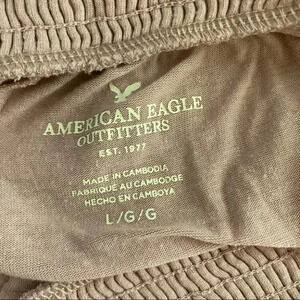 AMERICAN EAGLE
OUTFITTERS
EST. 1977
MADE IN CAMBODIA
FABRIQUÉ AU CAMBODGE
HECHO EN CAMBOYA
L/G/G